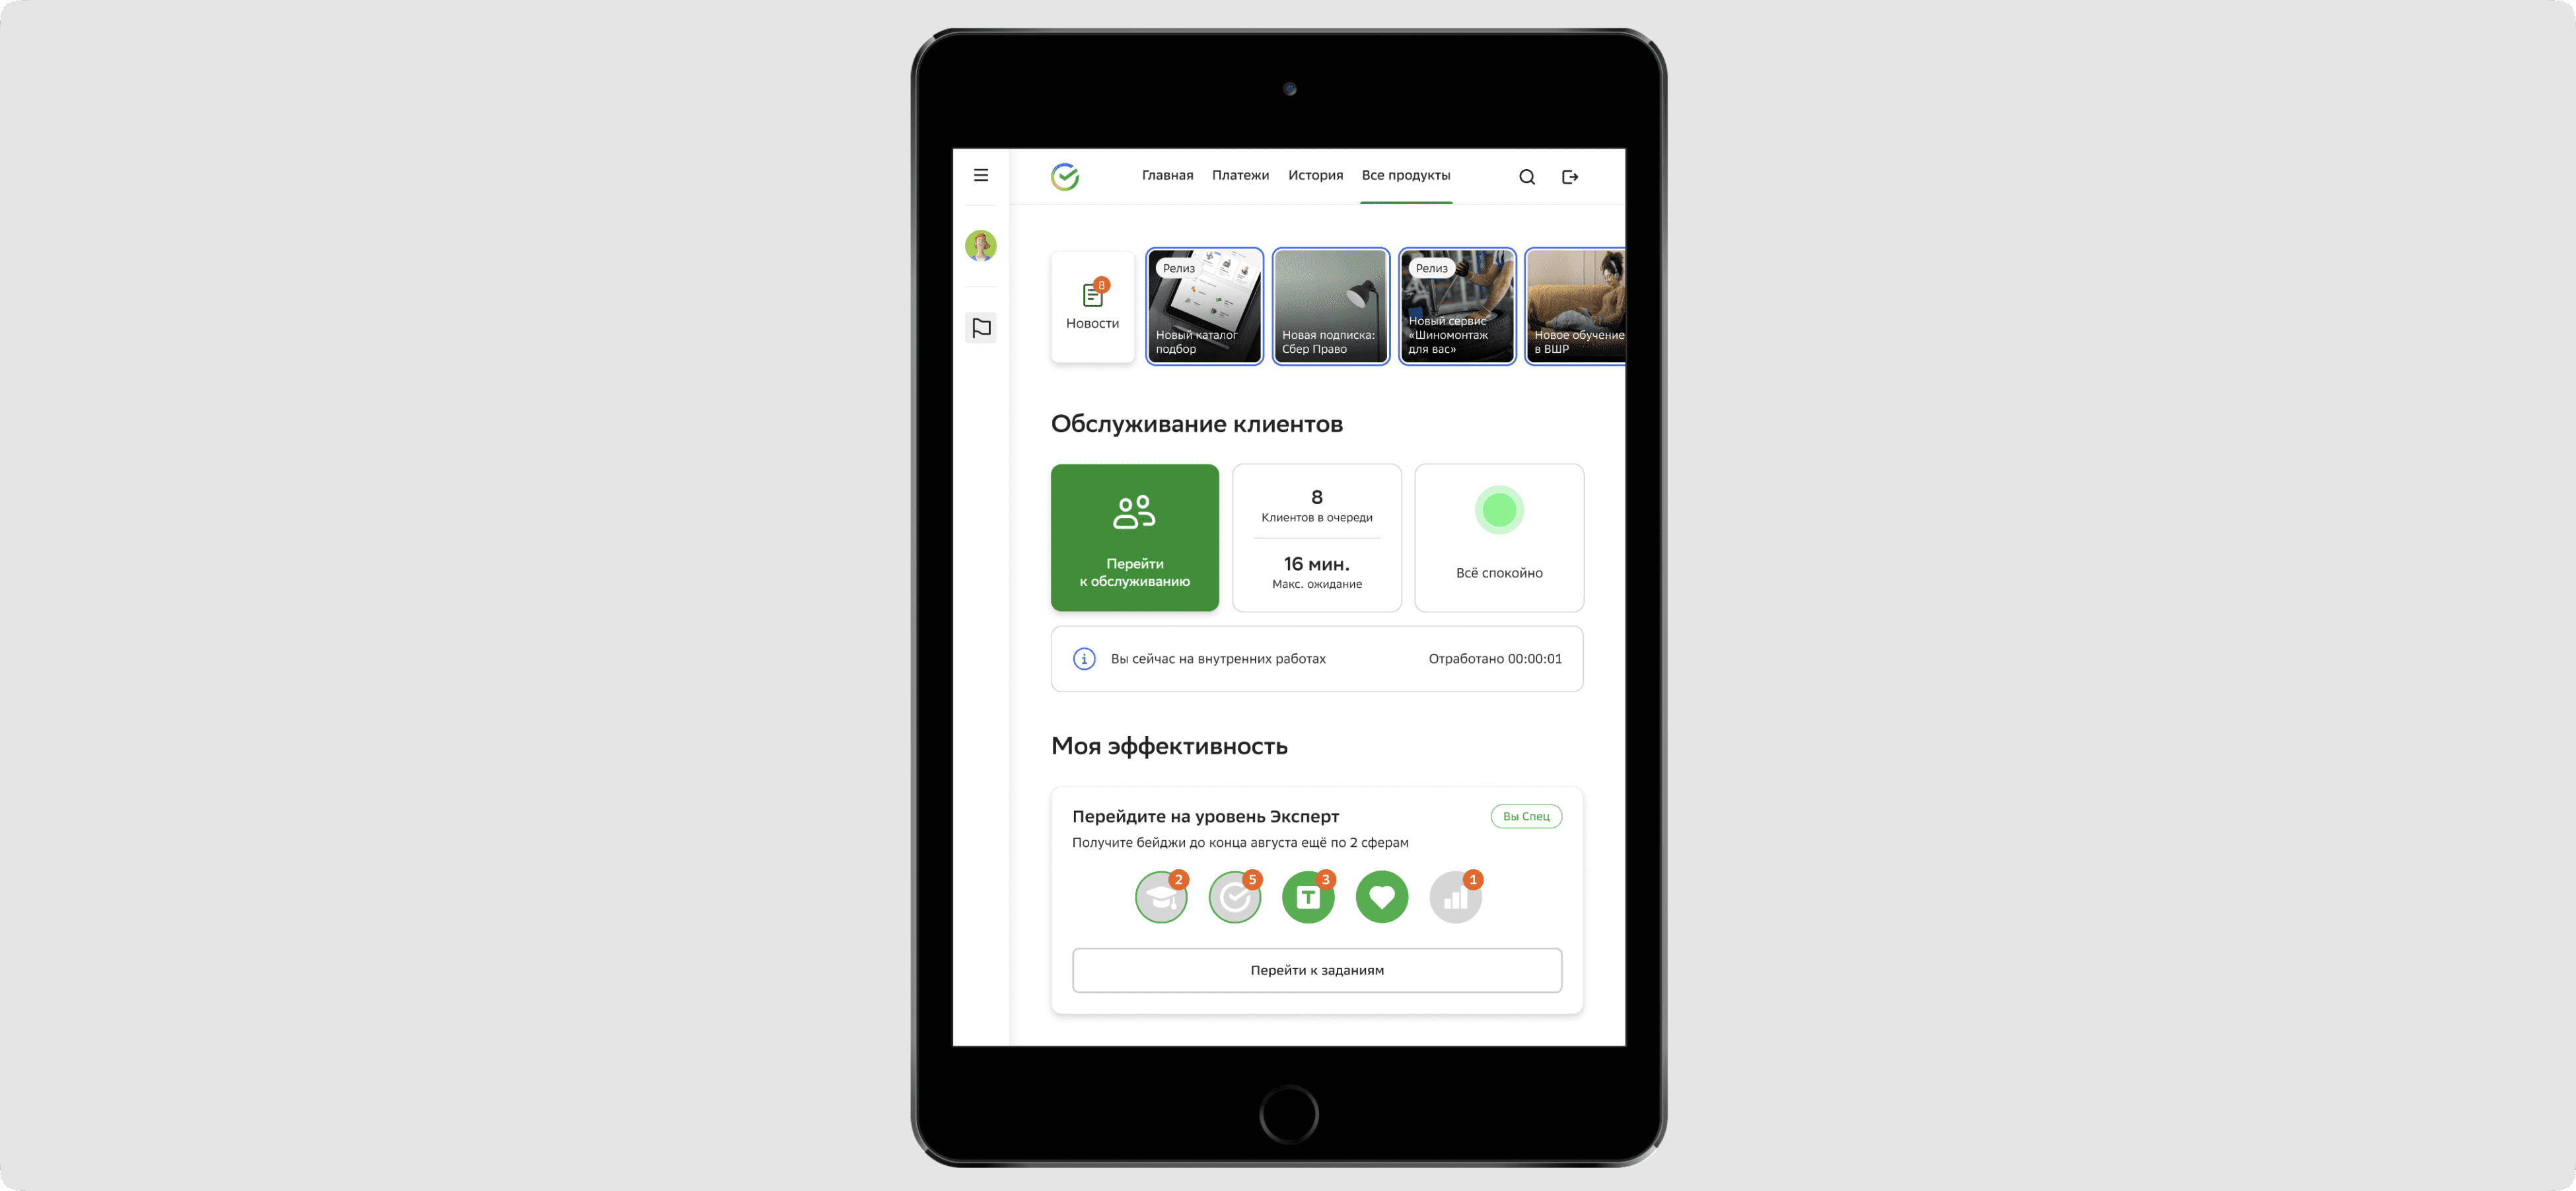 Главная Платежи История Все продукты
8
Новости
Релиз
Новый каталог
подбор
Новая подписка:
Сбер Право
Релиз
Новый сервис
«Шиномонтаж
для вас»
Новое обучение
в ВШР
Обслуживание клиентов
Перейти
к обслуживанию
8
Клиентов в очереди
16 мин.
Макс. ожидание
Всё спокойно
Вы сейчас на внутренних работах
Отработано 00:00:01
Моя эффективность
Перейдите на уровень Эксперт
Вы Спец
Получите бейджи до конца августа ещё по 2 сферам
2 5 T 3 1
Перейти к заданиям